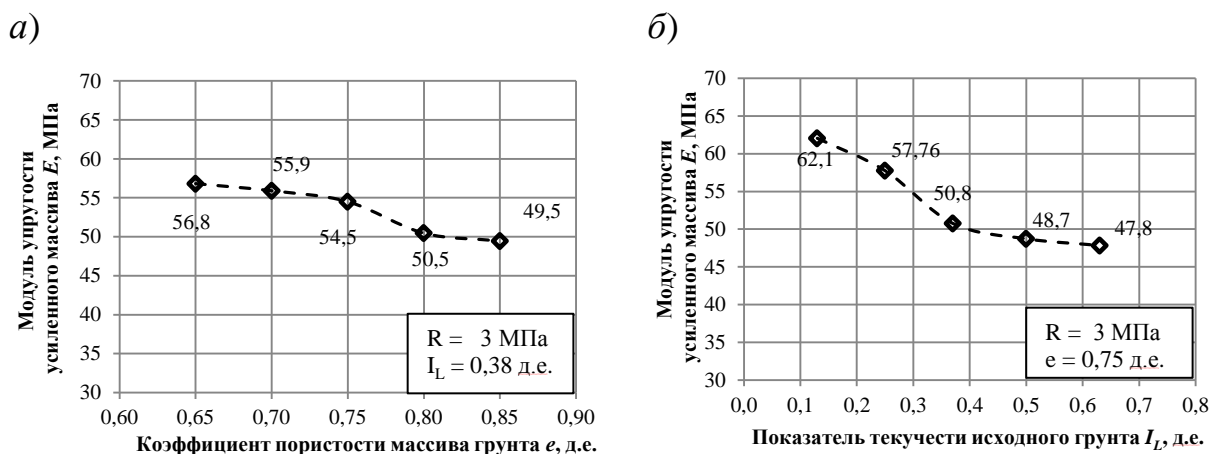 а)
Модуль упругости
усиленного массива E, МПа
70
65
60
55
50
45
40
35
30
56,8
55,9
54,5
50,5
49,5
R = 3 МПа
I_L = 0,38 д.е.
0,60 0,65 0,70 0,75 0,80 0,85 0,90
Коэффициент пористости массива грунта e, д.е.
б)
Модуль упругости
усиленного массива E, МПа
70
65
60
55
50
45
40
35
30
62,1
57,76
50,8
48,7
47,8
R = 3 МПа
e = 0,75 д.е.
0,0 0,1 0,2 0,3 0,4 0,5 0,6 0,7 0,8
Показатель текучести исходного грунта I_L, д.е.